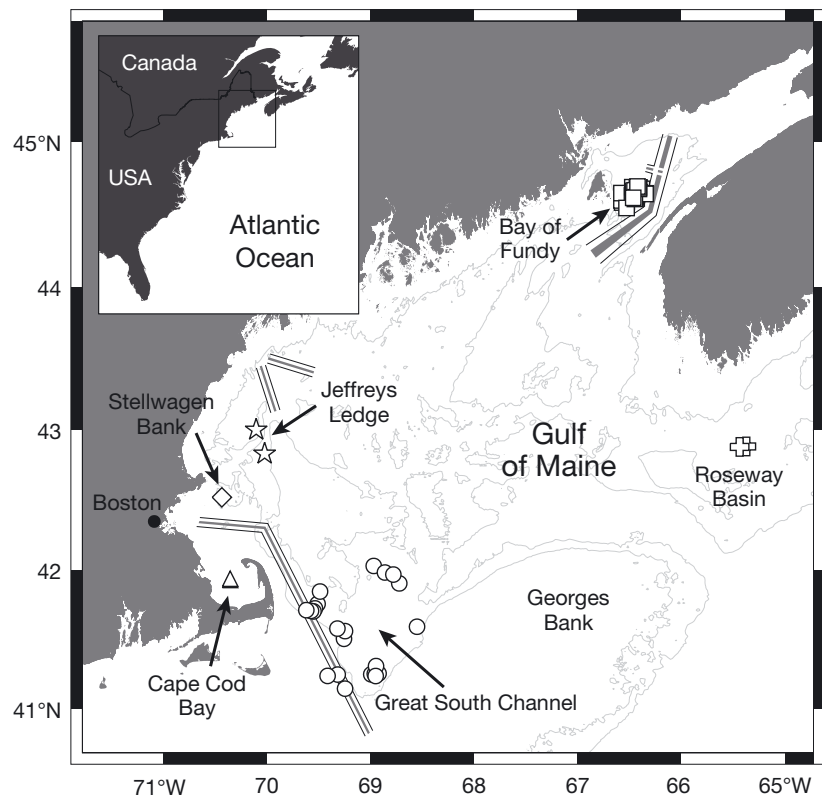 Canada
USA
Atlantic
Ocean
45°N
44
43
42
41°N
Bay of
Fundy
Jeffreys
Ledge
Stellwagen
Bank
Gulf
of Maine
Roseway
Basin
Boston
Georges
Bank
Cape Cod
Bay
Great South Channel
71°W
70
69
68
67
66
65°W